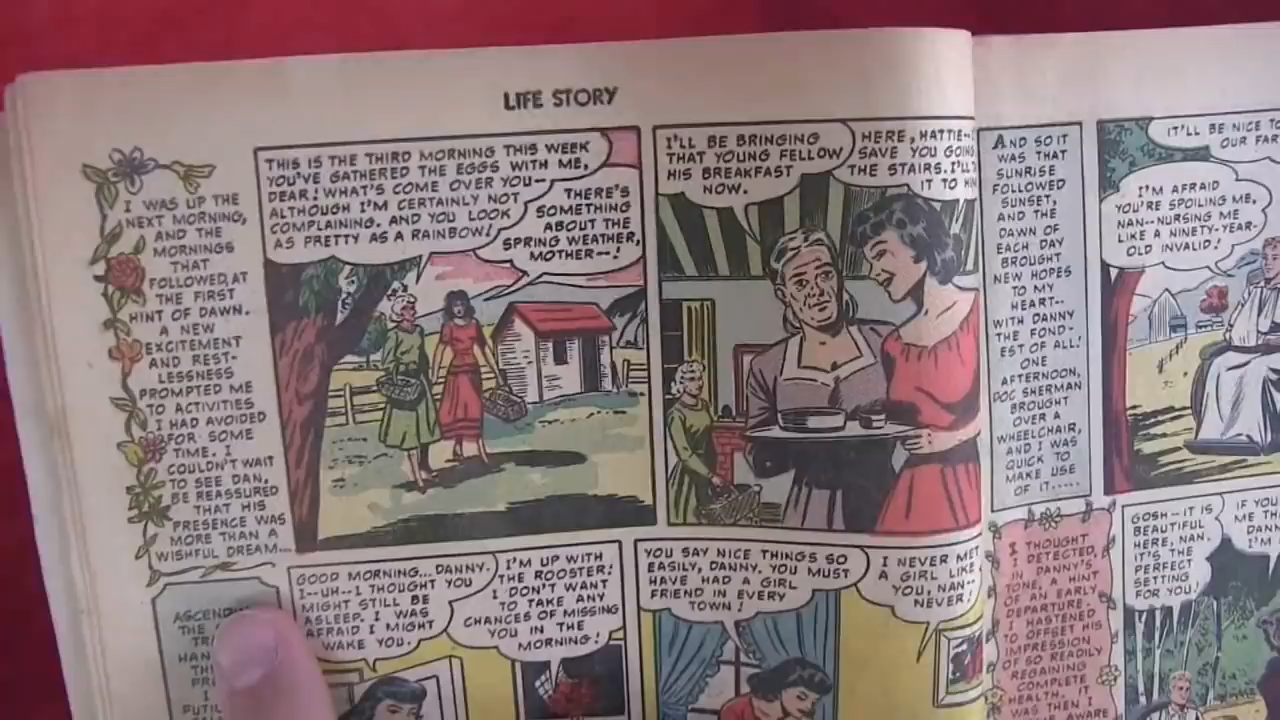 LIFE STORY
I WAS UP THE
NEXT MORNING,
AND THE
MORNINGS
THAT
FOLLOWED, AT
THE FIRST
HINT OF DAWN.
A NEW
EXCITEMENT
AND REST-
LESSNESS
PROMPTED ME
TO ACTIVITIES
I HAD AVOIDED
FOR SOME
TIME. I
COULDN'T WAIT
TO SEE DAN,
BE REASSURED
THAT HIS
PRESENCE WAS
MORE THAN A
WISHFUL DREAM...
THIS IS THE THIRD MORNING THIS WEEK
YOU'VE GATHERED THE EGGS WITH ME,
DEAR! WHAT'S COME OVER YOU--
ALTHOUGH I'M CERTAINLY NOT
COMPLAINING. AND YOU LOOK
AS PRETTY AS A RAINBOW!
THERE'S
SOMETHING
ABOUT THE
SPRING WEATHER,
MOTHER--!
I'LL BE BRINGING
THAT YOUNG FELLOW
HIS BREAKFAST
NOW.
HERE, HATTIE--
SAVE YOU GOING
THE STAIRS. I'LL
IT TO HIM
ASCENDING
THE
GOOD MORNING... DANNY.
I--UH--I THOUGHT YOU
MIGHT STILL BE
ASLEEP. I WAS
AFRAID I MIGHT
WAKE YOU.
I'M UP WITH
THE ROOSTER!
I DON'T WANT
TO TAKE ANY
CHANCES OF MISSING
YOU IN THE
MORNING!
YOU SAY NICE THINGS SO
EASILY, DANNY. YOU MUST
HAVE HAD A GIRL
FRIEND IN EVERY
TOWN!
I NEVER MET
A GIRL LIKE
YOU, NAN--
NEVER!
AND SO IT
WAS THAT
SUNRISE
FOLLOWED
SUNSET,
AND THE
DAWN OF
EACH DAY
BROUGHT
NEW HOPES
TO MY
HEART--
WITH DANNY
THE FOND-
EST OF ALL!
ONE
AFTERNOON,
DOC SHERMAN
BROUGHT
OVER A
WHEELCHAIR,
AND I WAS
QUICK TO
MAKE USE
OF IT.....
IT'LL BE NICE TO
OUR FAR
I'M AFRAID
YOU'RE SPOILING ME,
NAN--NURSING ME
LIKE A NINETY-YEAR-
OLD INVALID!
I THOUGHT
I DETECTED,
IN DANNY'S
TONE, A HINT
OF AN EARLY
DEPARTURE.
I HASTENED
TO OFFSET HIS
IMPRESSION
OF SO READILY
REGAINING
COMPLETE
HEALTH. IT
WAS THEN I
AWARE
GOSH--IT IS
BEAUTIFUL
HERE, NAN.
IT'S THE
PERFECT
SETTING
FOR YOU!
IF YOU
ME TH
DANN
I'M